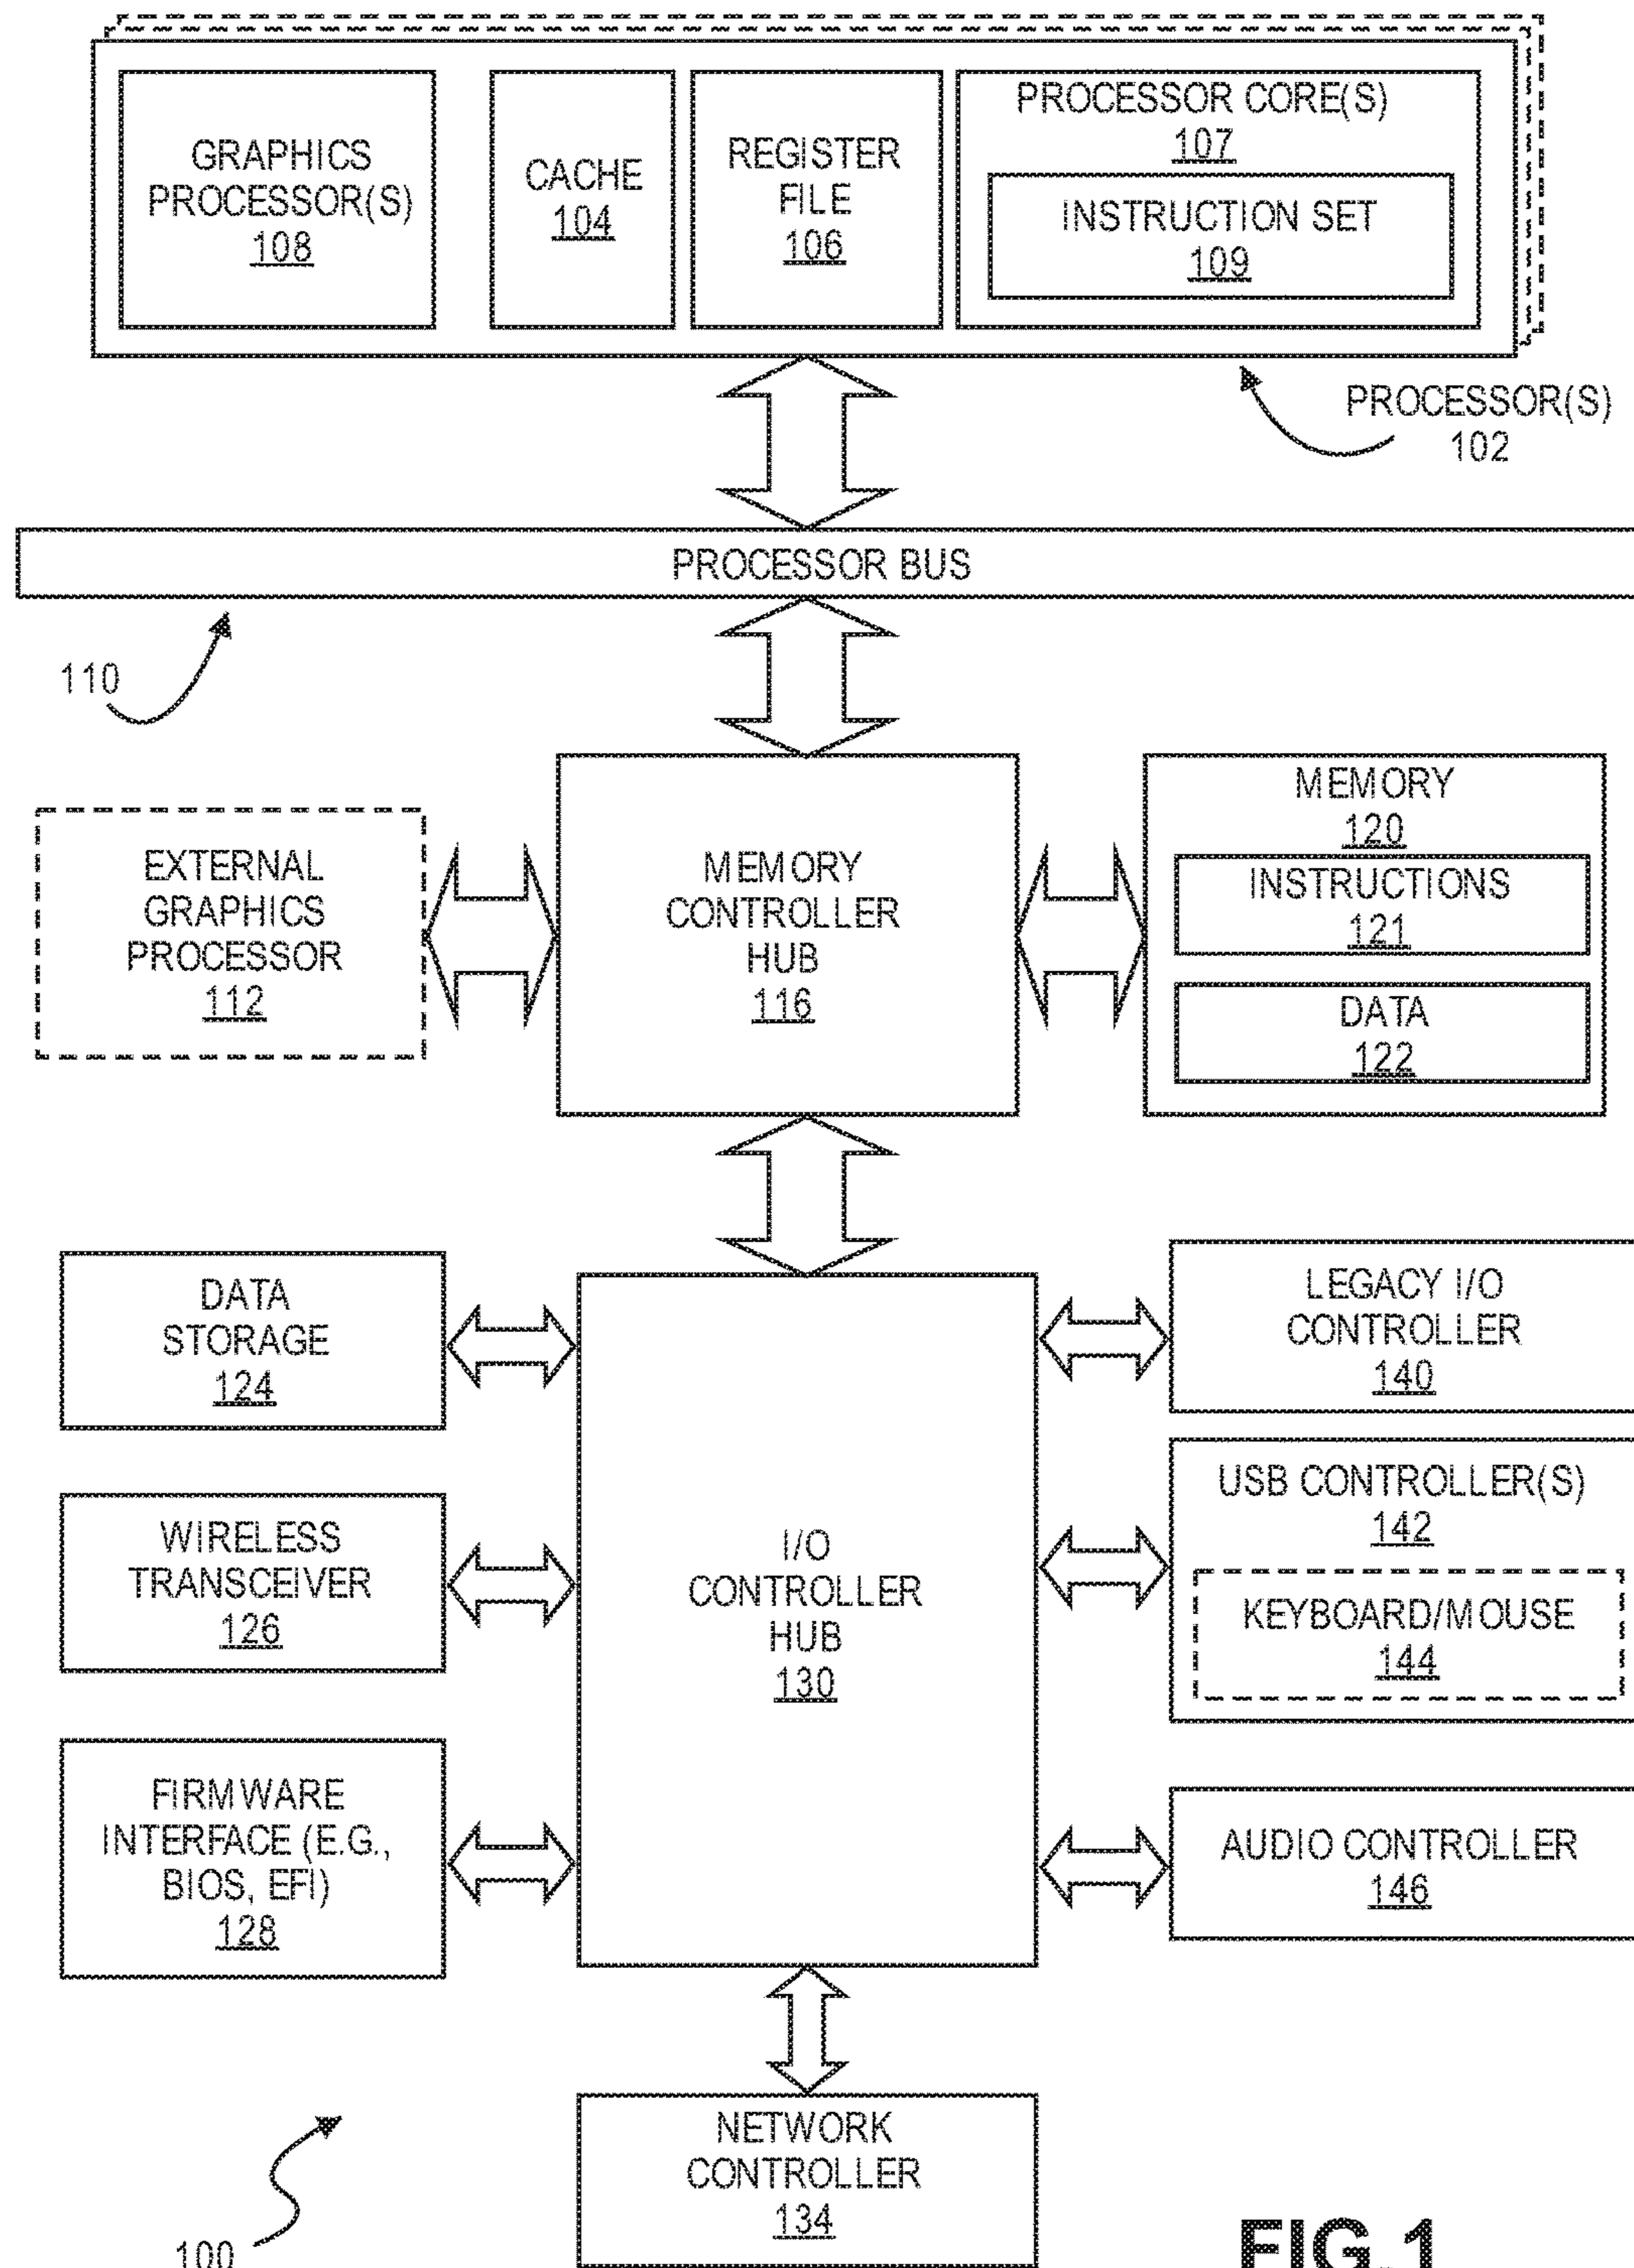 GRAPHICS
PROCESSOR(S)
108
CACHE
104
REGISTER
FILE
106
PROCESSOR CORE(S)
107
INSTRUCTION SET
109
PROCESSOR(S)
102
PROCESSOR BUS
110
EXTERNAL
GRAPHICS
PROCESSOR
112
MEMORY
CONTROLLER
HUB
116
MEMORY
120
INSTRUCTIONS
121
DATA
122
DATA
STORAGE
124
WIRELESS
TRANSCEIVER
126
FIRMWARE
INTERFACE (E.G.,
BIOS, EFI)
128
I/O
CONTROLLER
HUB
130
LEGACY I/O
CONTROLLER
140
USB CONTROLLER(S)
142
KEYBOARD/MOUSE
144
AUDIO CONTROLLER
146
NETWORK
CONTROLLER
134
100
FIG. 1